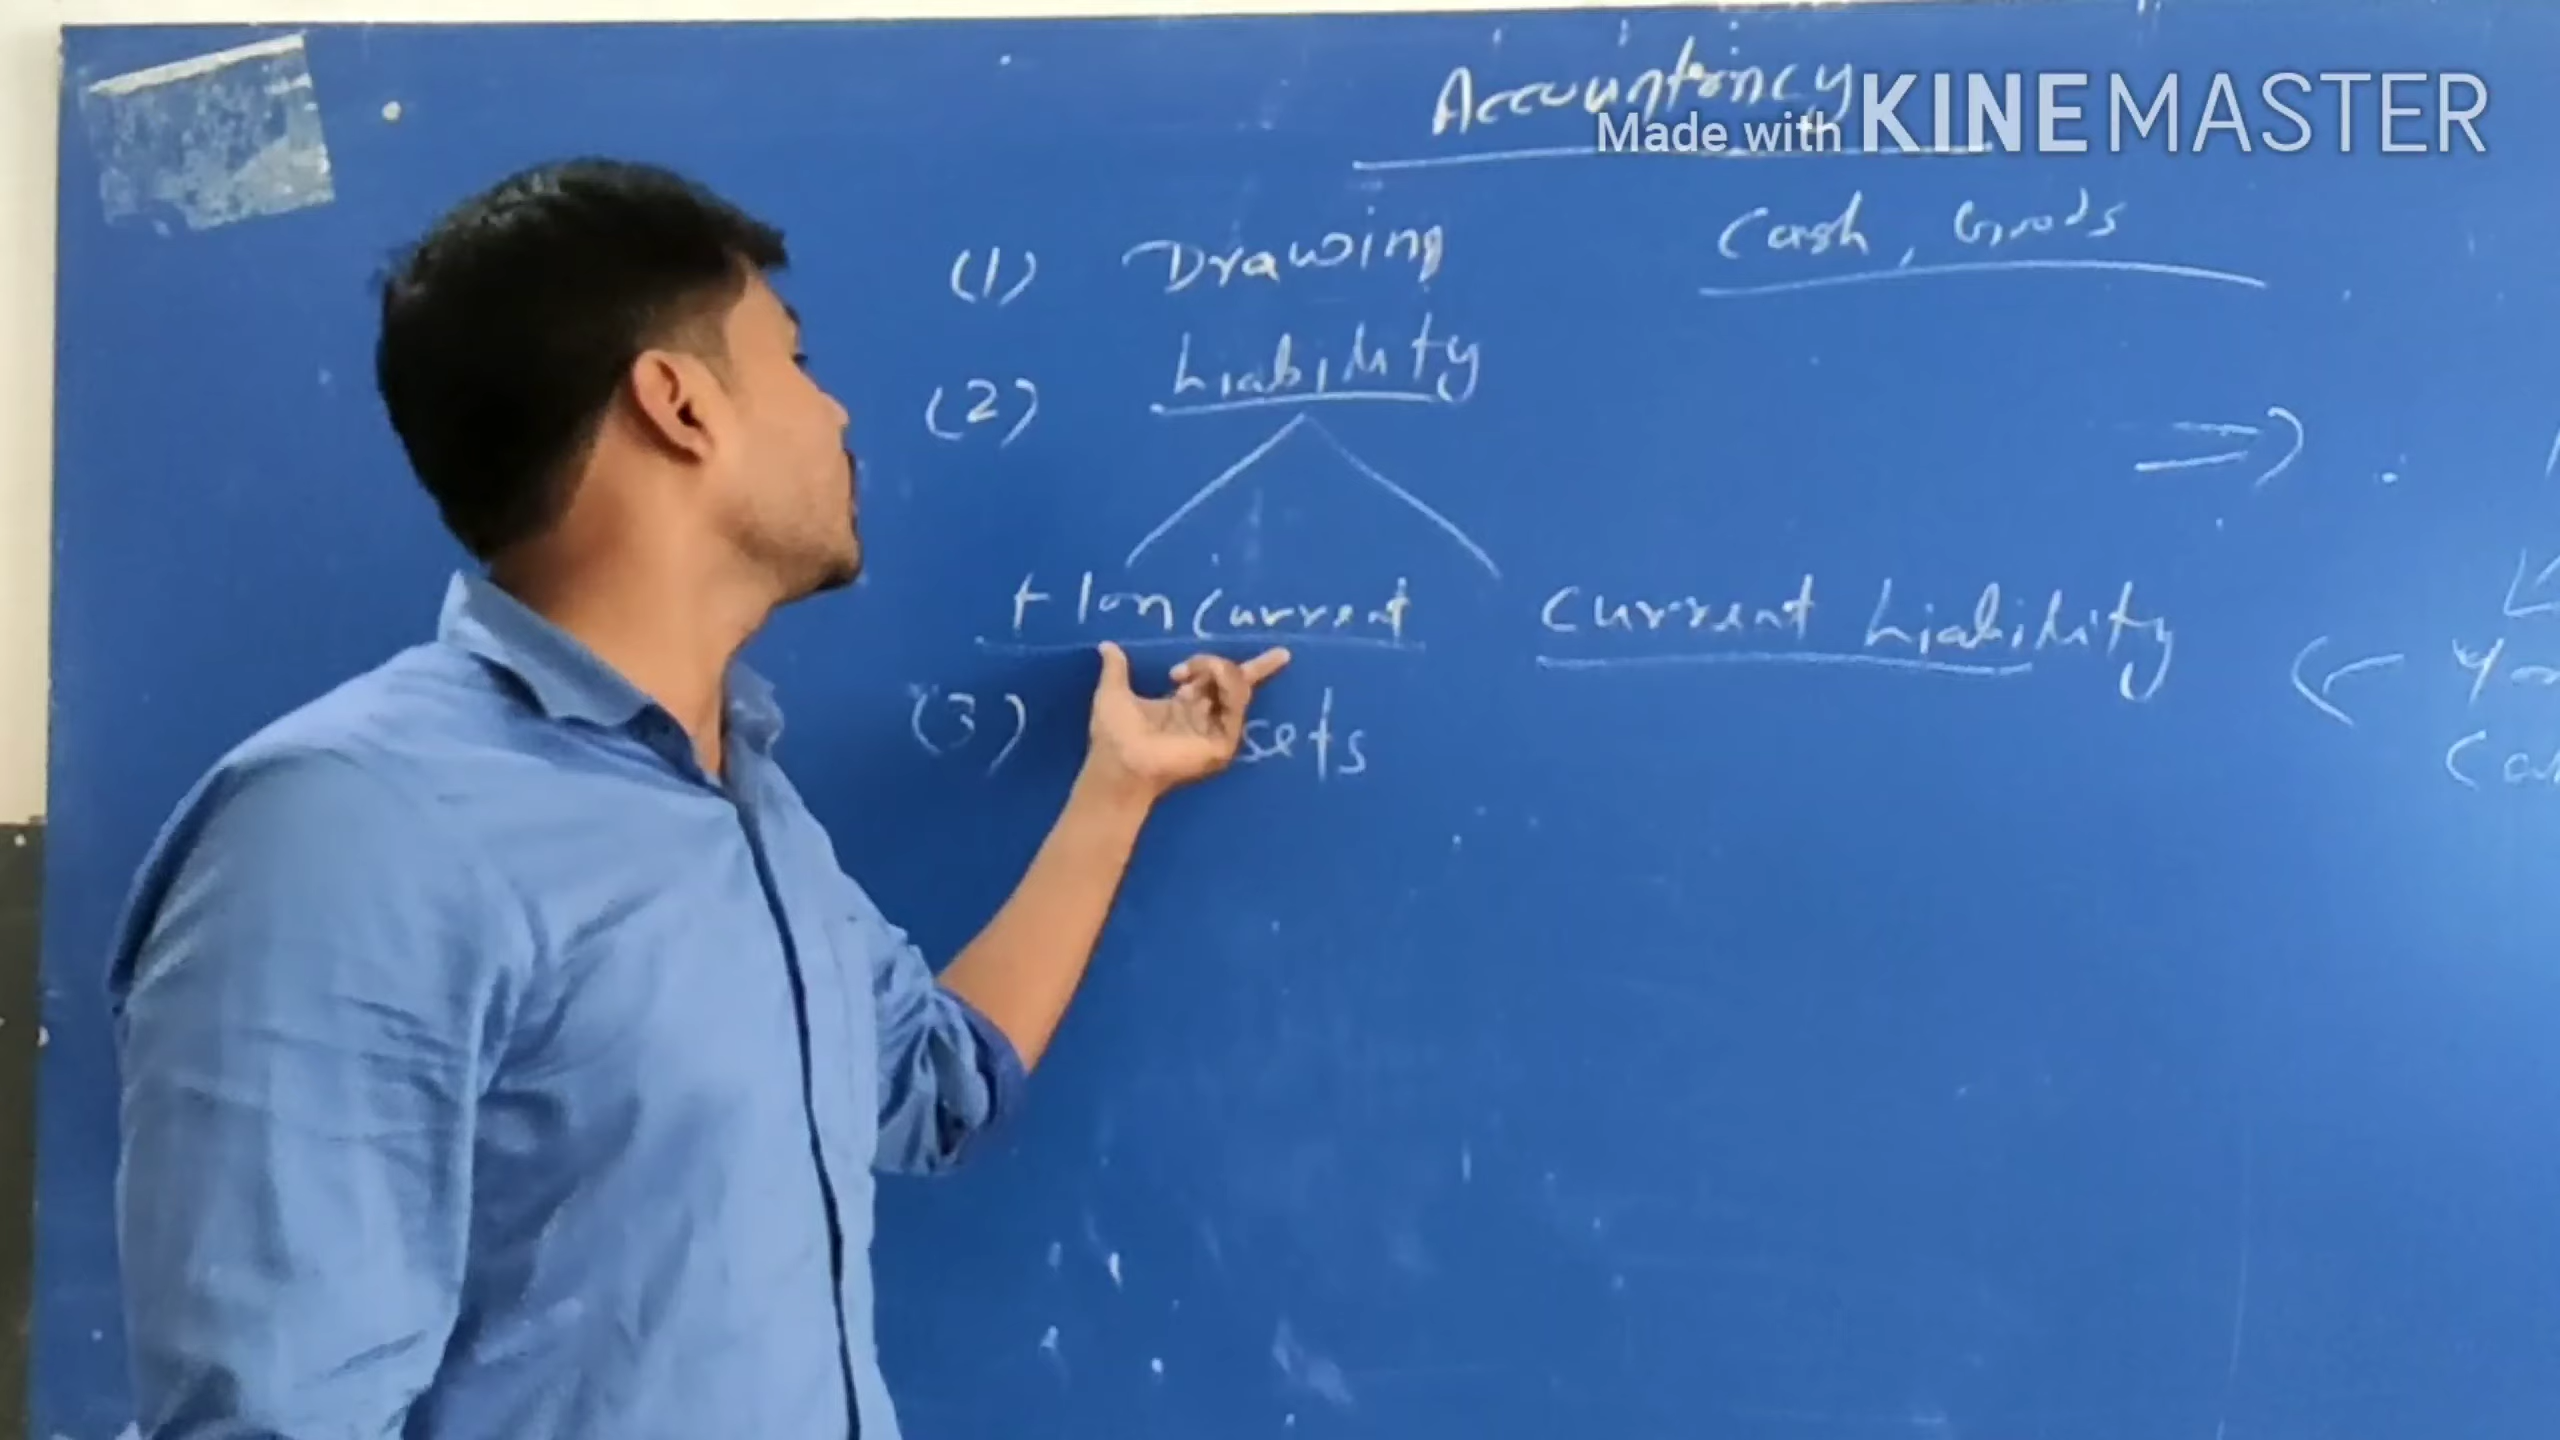 Accountancy
Made with KINEMASTER
(1) Drawing Cash, Goods
(2) Liability
Non Current Current Liability
(3) sets